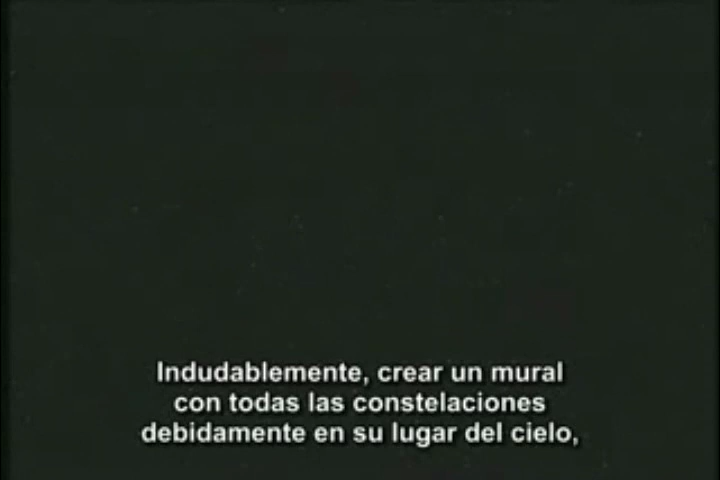 Indudablemente, crear un mural
con todas las constelaciones
debidamente en su lugar del cielo,